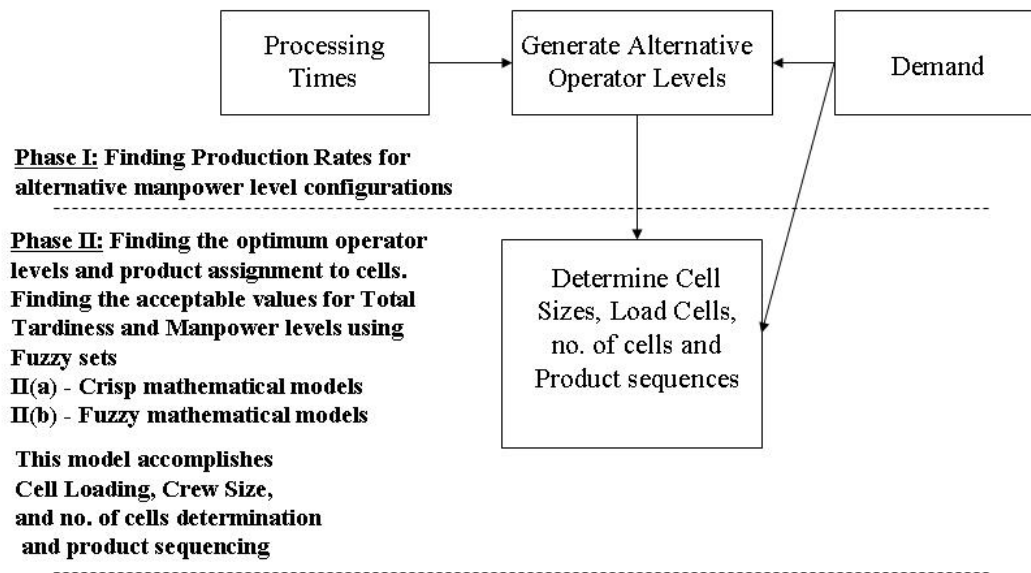 Processing
Times
Generate Alternative
Operator Levels
Demand
Phase I: Finding Production Rates for
alternative manpower level configurations
Phase II: Finding the optimum operator
levels and product assignment to cells.
Finding the acceptable values for Total
Tardiness and Manpower levels using
Fuzzy sets
II(a) - Crisp mathematical models
II(b) - Fuzzy mathematical models
This model accomplishes
Cell Loading, Crew Size,
and no. of cells determination
and product sequencing
Determine Cell
Sizes, Load Cells,
no. of cells and
Product sequences